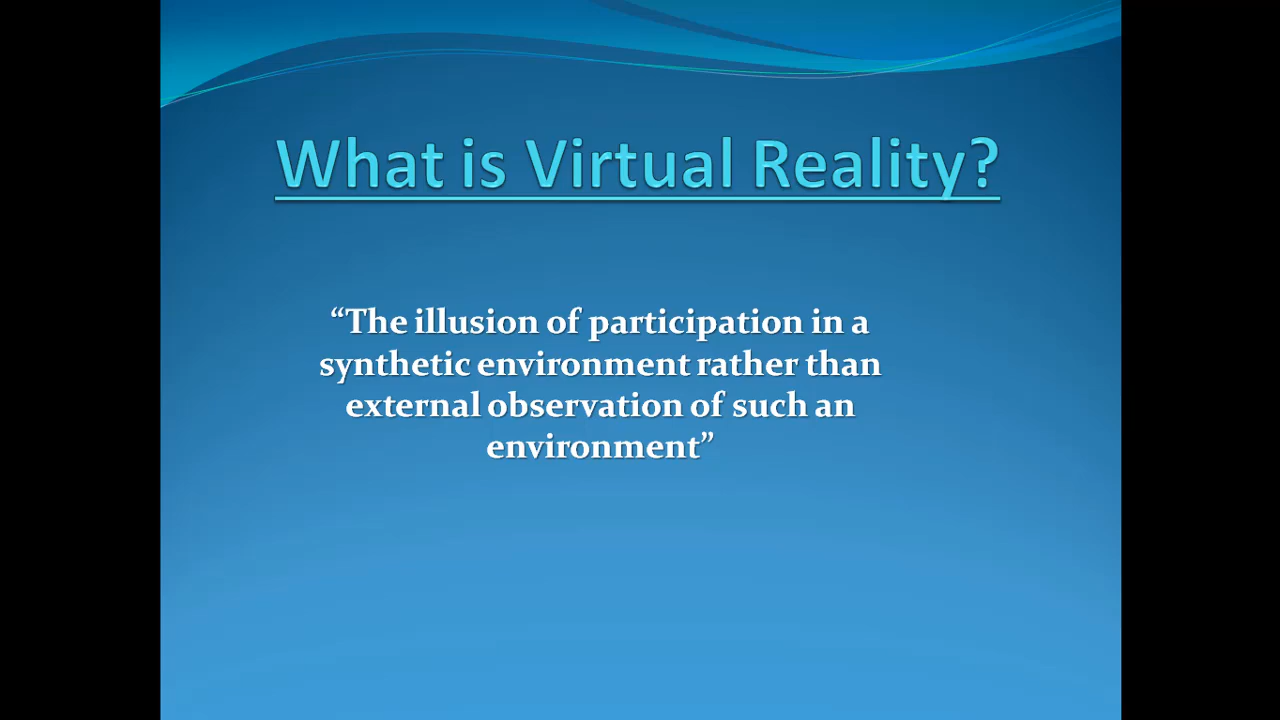 What is Virtual Reality?
“The illusion of participation in a
synthetic environment rather than
external observation of such an
environment”